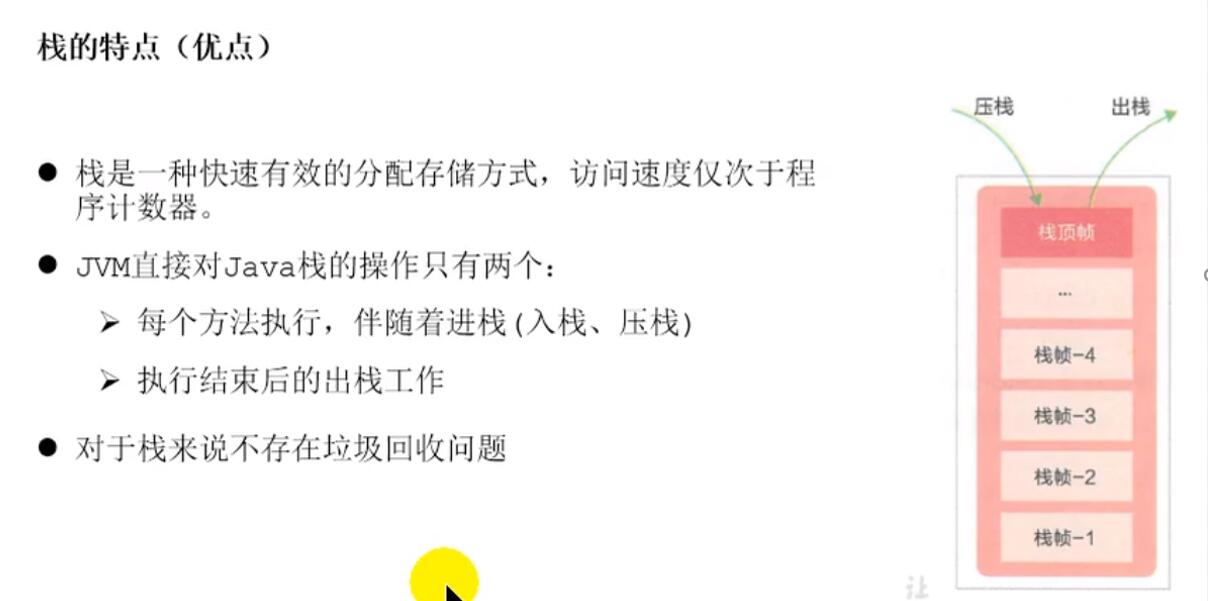 栈的特点（优点）
栈是一种快速有效的分配存储方式，访问速度仅次于程
序计数器。
JVM直接对Java栈的操作只有两个：
每个方法执行，伴随着进栈(入栈、压栈)
执行结束后的出栈工作
对于栈来说不存在垃圾回收问题
压栈
出栈
栈顶帧
...
栈帧-4
栈帧-3
栈帧-2
栈帧-1
让